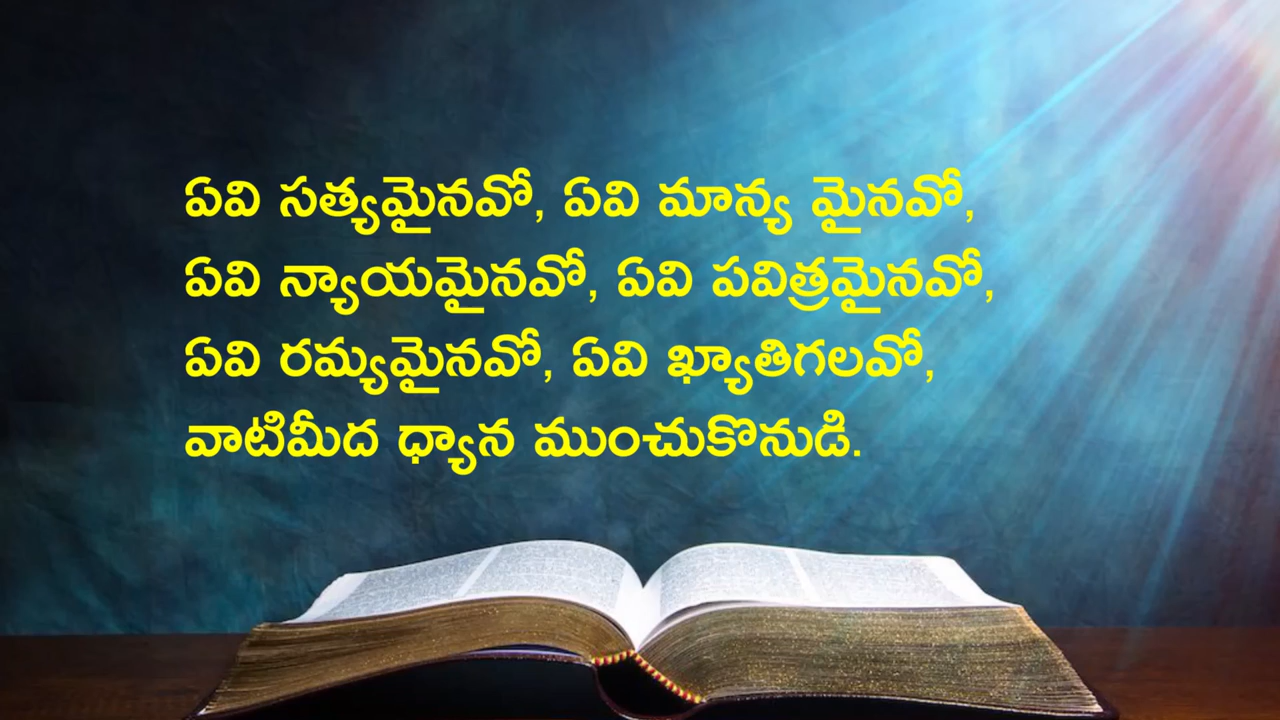 ఏవి సత్యమైనవో, ఏవి మాన్య మైనవో,
ఏవి న్యాయమైనవో, ఏవి పవిత్రమైనవో,
ఏవి రమ్యమైనవో, ఏవి ఖ్యాతిగలవో,
వాటిమీద ధ్యాన ముంచుకొనుడి.